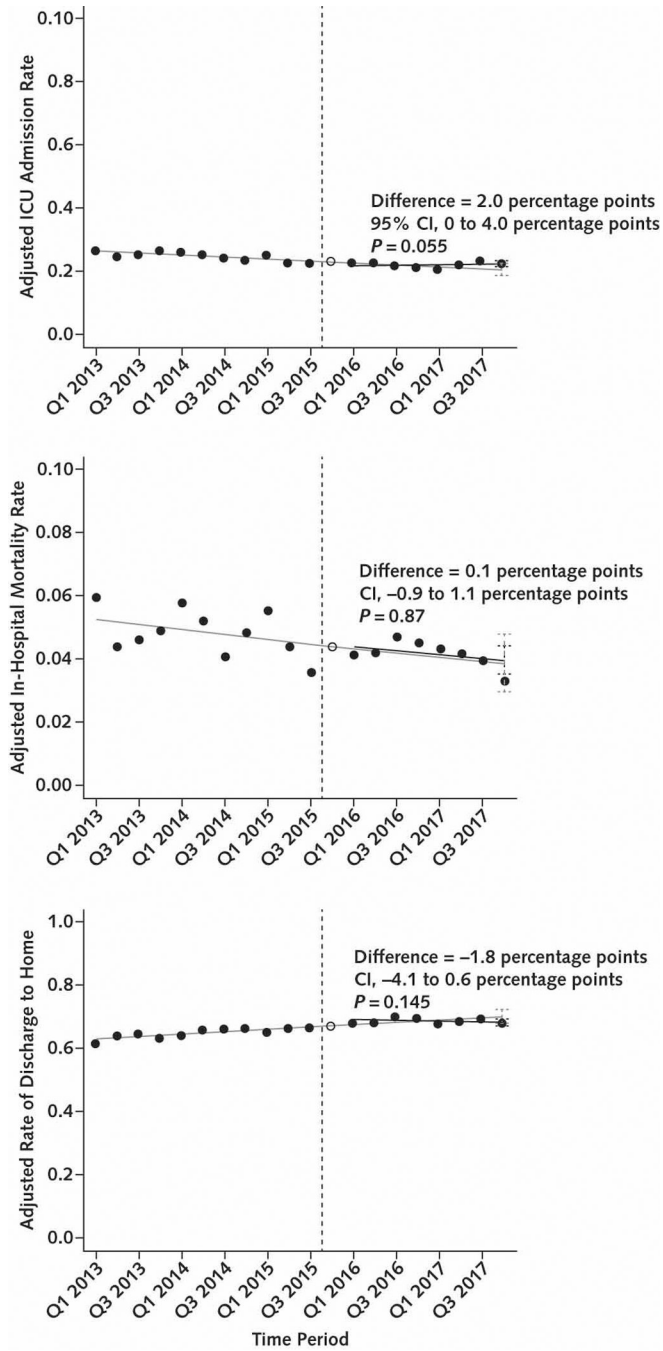 Adjusted ICU Admission Rate
0.10
0.8
0.6
0.4
0.2
0.0
Difference = 2.0 percentage points
95% CI, 0 to 4.0 percentage points
P = 0.055
Q1 2013
Q3 2013
Q1 2014
Q3 2014
Q1 2015
Q3 2015
Q1 2016
Q3 2016
Q1 2017
Q3 2017
Adjusted In-Hospital Mortality Rate
0.10
0.08
0.06
0.04
0.02
0.00
Difference = 0.1 percentage points
CI, –0.9 to 1.1 percentage points
P = 0.87
Q1 2013
Q3 2013
Q1 2014
Q3 2014
Q1 2015
Q3 2015
Q1 2016
Q3 2016
Q1 2017
Q3 2017
Adjusted Rate of Discharge to Home
1.0
0.8
0.6
0.4
0.2
0.0
Difference = –1.8 percentage points
CI, –4.1 to 0.6 percentage points
P = 0.145
Q1 2013
Q3 2013
Q1 2014
Q3 2014
Q1 2015
Q3 2015
Q1 2016
Q3 2016
Q1 2017
Q3 2017
Time Period